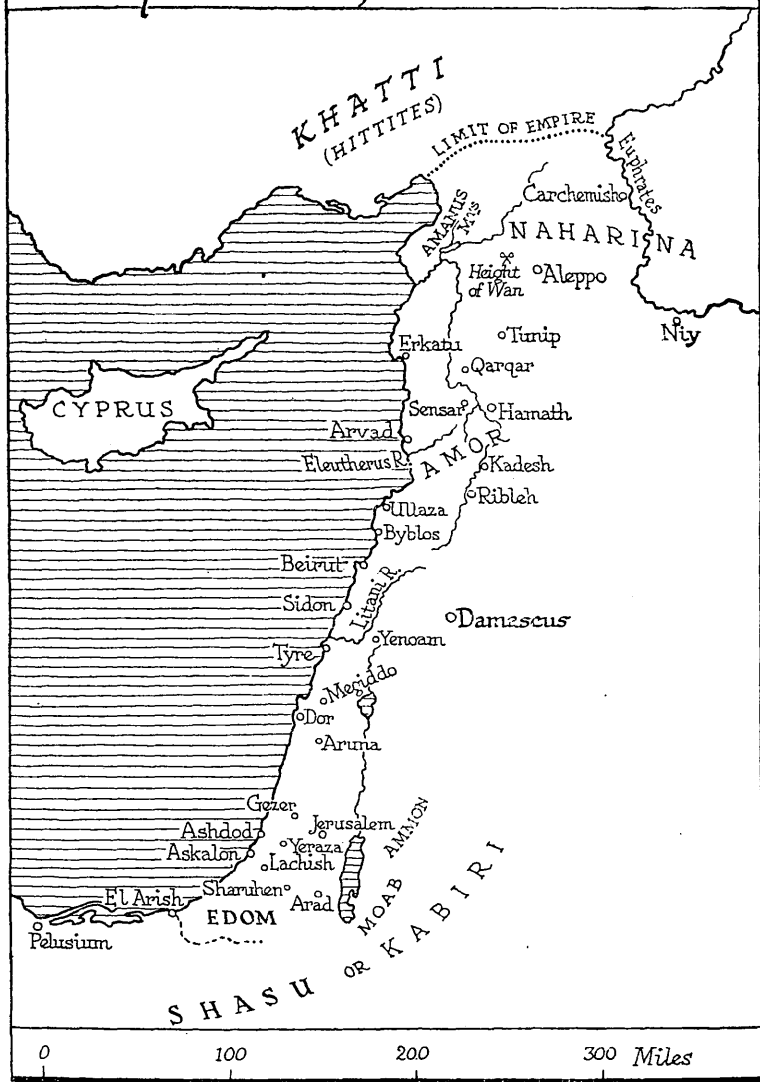 KHATTI
(HITTITES)
LIMIT OF EMPIRE
Euphrates
AMANUS
MTS
Carchemish
NAHARINA
Height
of Wan
Aleppo
Niy
Tunip
Erkatu
Qarqar
CYPRUS
Sensar
Hamath
Arvad
AMOR
Eleutherus R.
Kadesh
Ribleh
Ullaza
Byblos
Beirut
Litani R.
Sidon
Damascus
Yenoam
Tyre
Megiddo
Dor
Aruna
Gezer
Jerusalem
AMMON
Ashdod
Yeraza
Askalon
Lachish
Sharuhen
Arad
MOAB
El Arish
EDOM
Pelusium
SHASU OR KABIRI
0 100 200 300 Miles